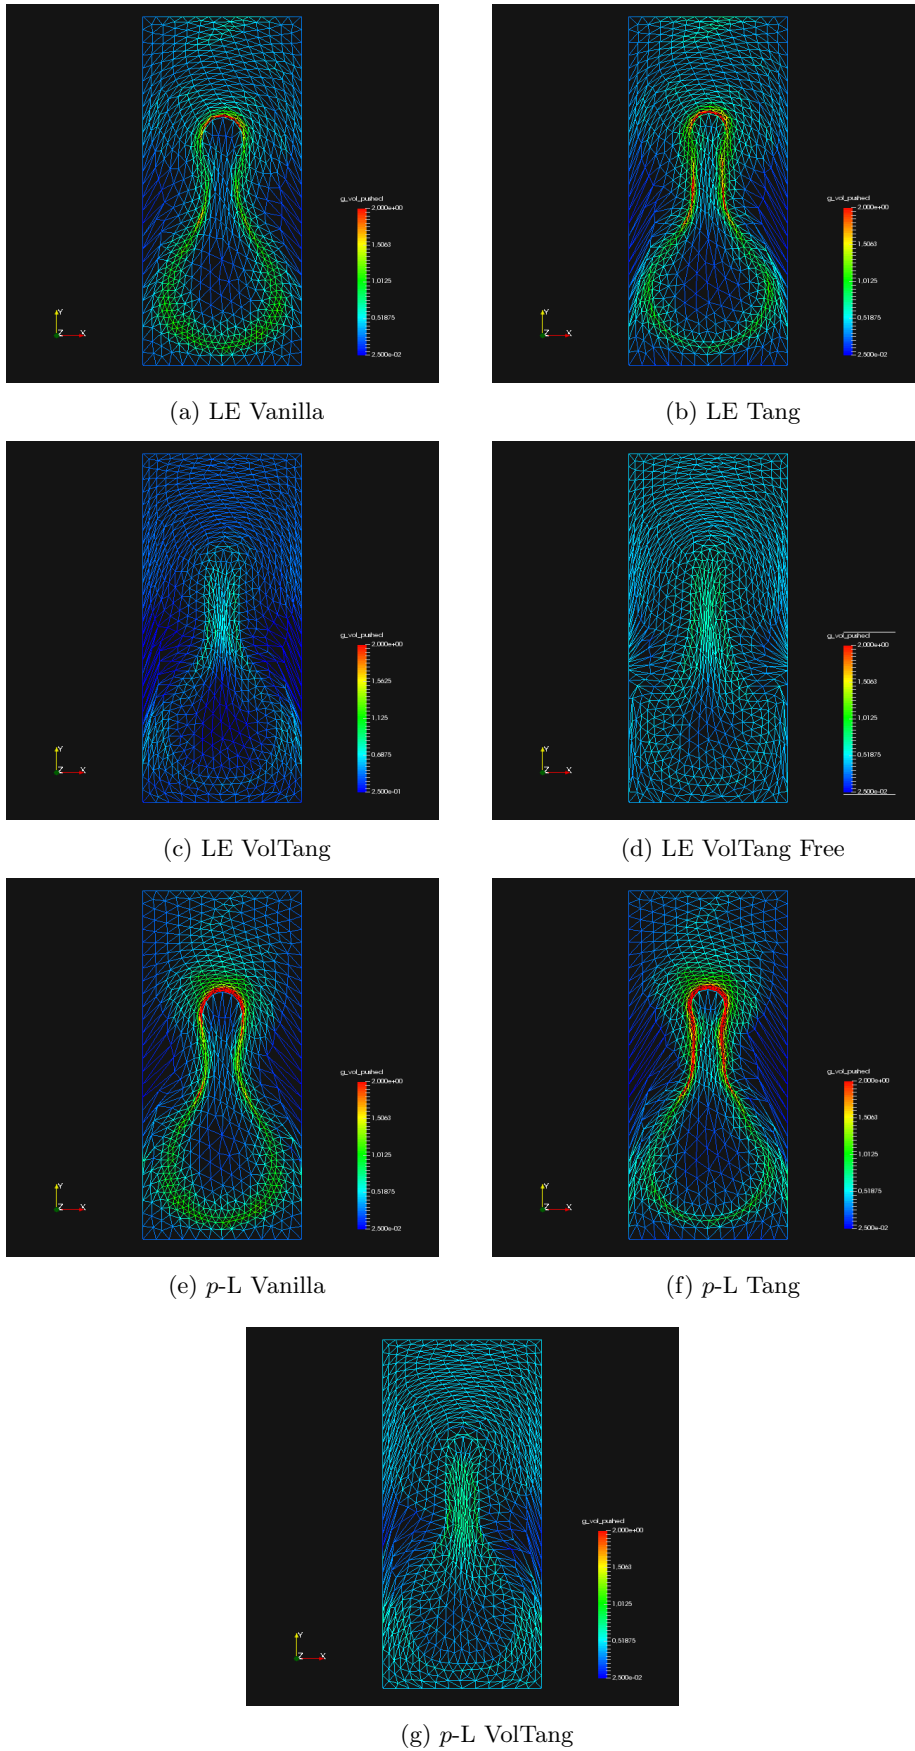 g_vol_pushed
2.000e+00
1.5063
1.0125
0.51875
2.500e-02
Y
Z X
(a) LE Vanilla
g_vol_pushed
2.000e+00
1.5063
1.0125
0.51875
2.500e-02
Y
Z X
(b) LE Tang
g_vol_pushed
2.000e+00
1.5625
1.125
0.6875
2.500e-01
Y
Z X
(c) LE VolTang
g_vol_pushed
2.000e+00
1.5063
1.0125
0.51875
2.500e-02
Y
Z X
(d) LE VolTang Free
g_vol_pushed
2.000e+00
1.5063
1.0125
0.51875
2.500e-02
Y
Z X
(e) p-L Vanilla
g_vol_pushed
2.000e+00
1.5063
1.0125
0.51875
2.500e-02
Y
Z X
(f) p-L Tang
g_vol_pushed
2.000e+00
1.5063
1.0125
0.51875
2.500e-02
Y
Z X
(g) p-L VolTang